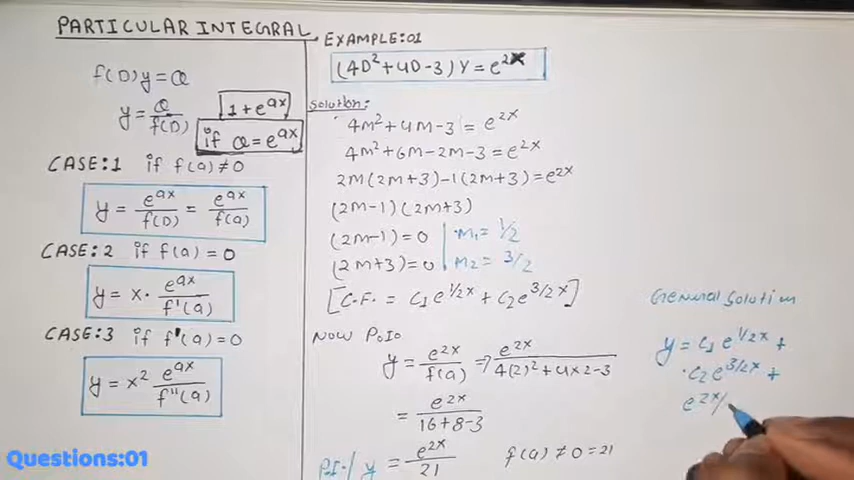 PARTICULAR INTEGRAL
f(D)y = Q
y = Q / f(D)
1 + e^ax
if Q = e^ax
CASE:1 if f(a) ≠ 0
y = e^ax / f(D) = e^ax / f(a)
CASE:2 if f(a) = 0
y = x · e^ax / f'(a)
CASE:3 if f'(a) = 0
y = x² e^ax / f''(a)
Questions:01
EXAMPLE:01
(4D² + 4D - 3) Y = e^2x
Solution:
4m² + 4m - 3 = e^2x
4m² + 6m - 2m - 3 = e^2x
2m(2m+3) - 1(2m+3) = e^2x
(2m-1) (2m+3)
(2m-1) = 0 m₁ = 1/2
(2m+3) = 0 m₂ = 3/2
[C.F. = c₁ e^1/2x + c₂ e^3/2x]
NOW P.I.
y = e^2x / f(a) ⇒ e^2x / 4(2)² + 4x2 - 3
= e^2x / 16 + 8 - 3
P.I./ y = e^2x / 21 f(a) ≠ 0 = 21
General Solution
y = c₁ e^1/2x +
c₂ e^3/2x +
e^2x/